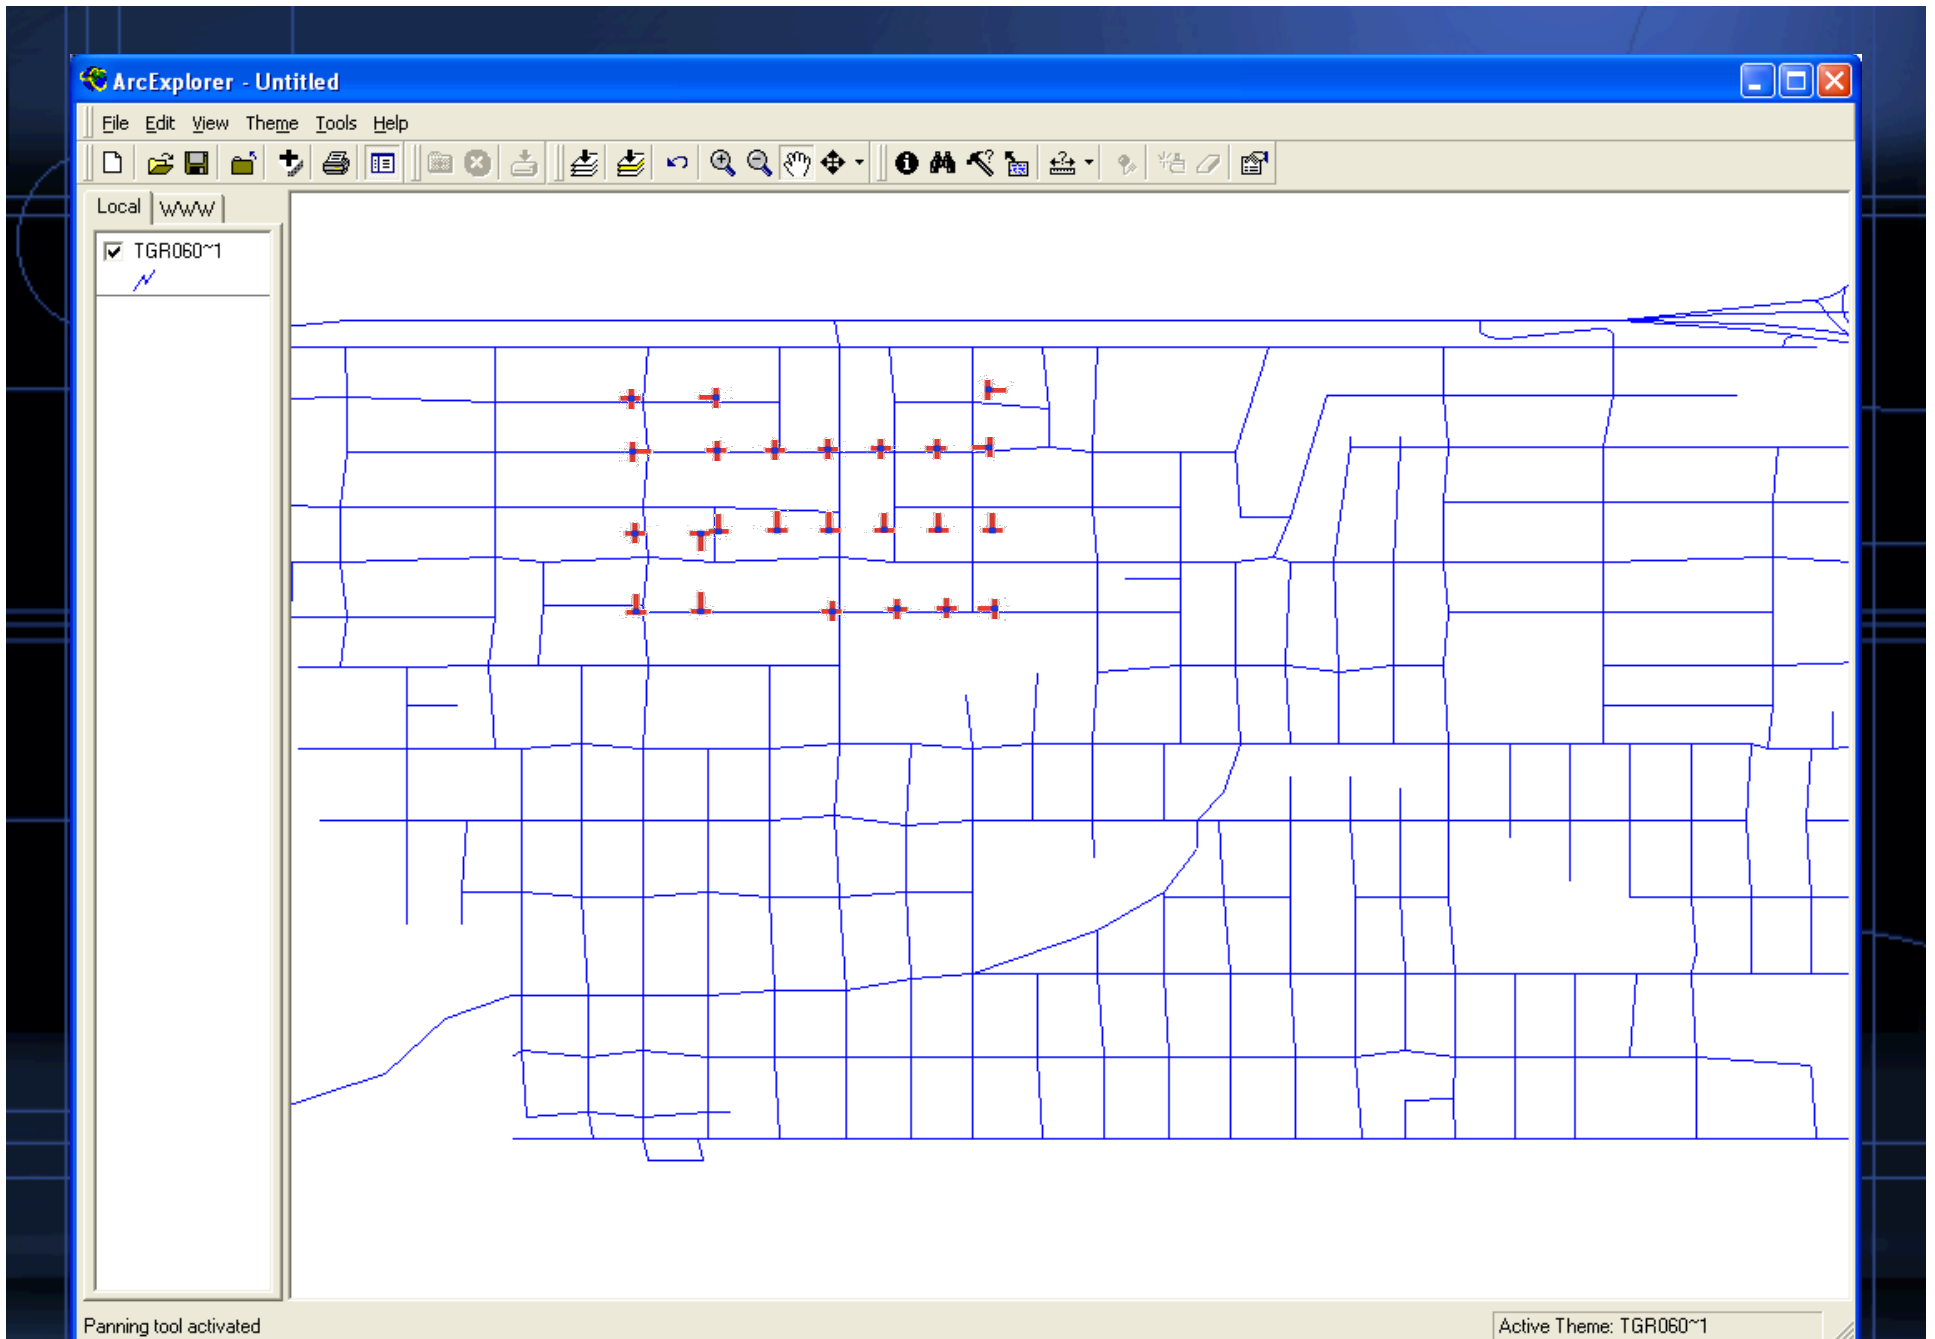 ArcExplorer - Untitled
File Edit View Theme Tools Help
Local WWW
TGR060~1
Panning tool activated
Active Theme: TGR060~1